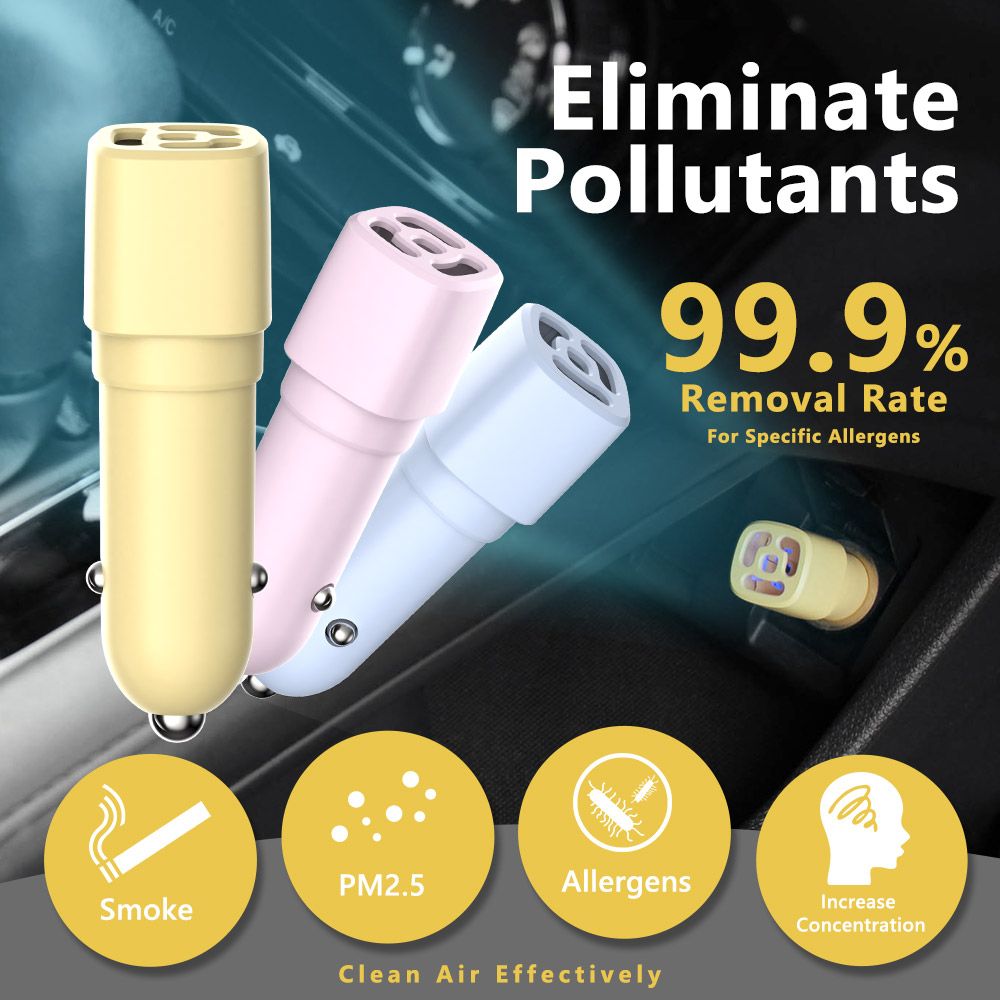 A/C
Eliminate
Pollutants
99.9%
Removal Rate
For Specific Allergens
Smoke
PM2.5
Allergens
Increase
Concentration
Clean Air Effectively